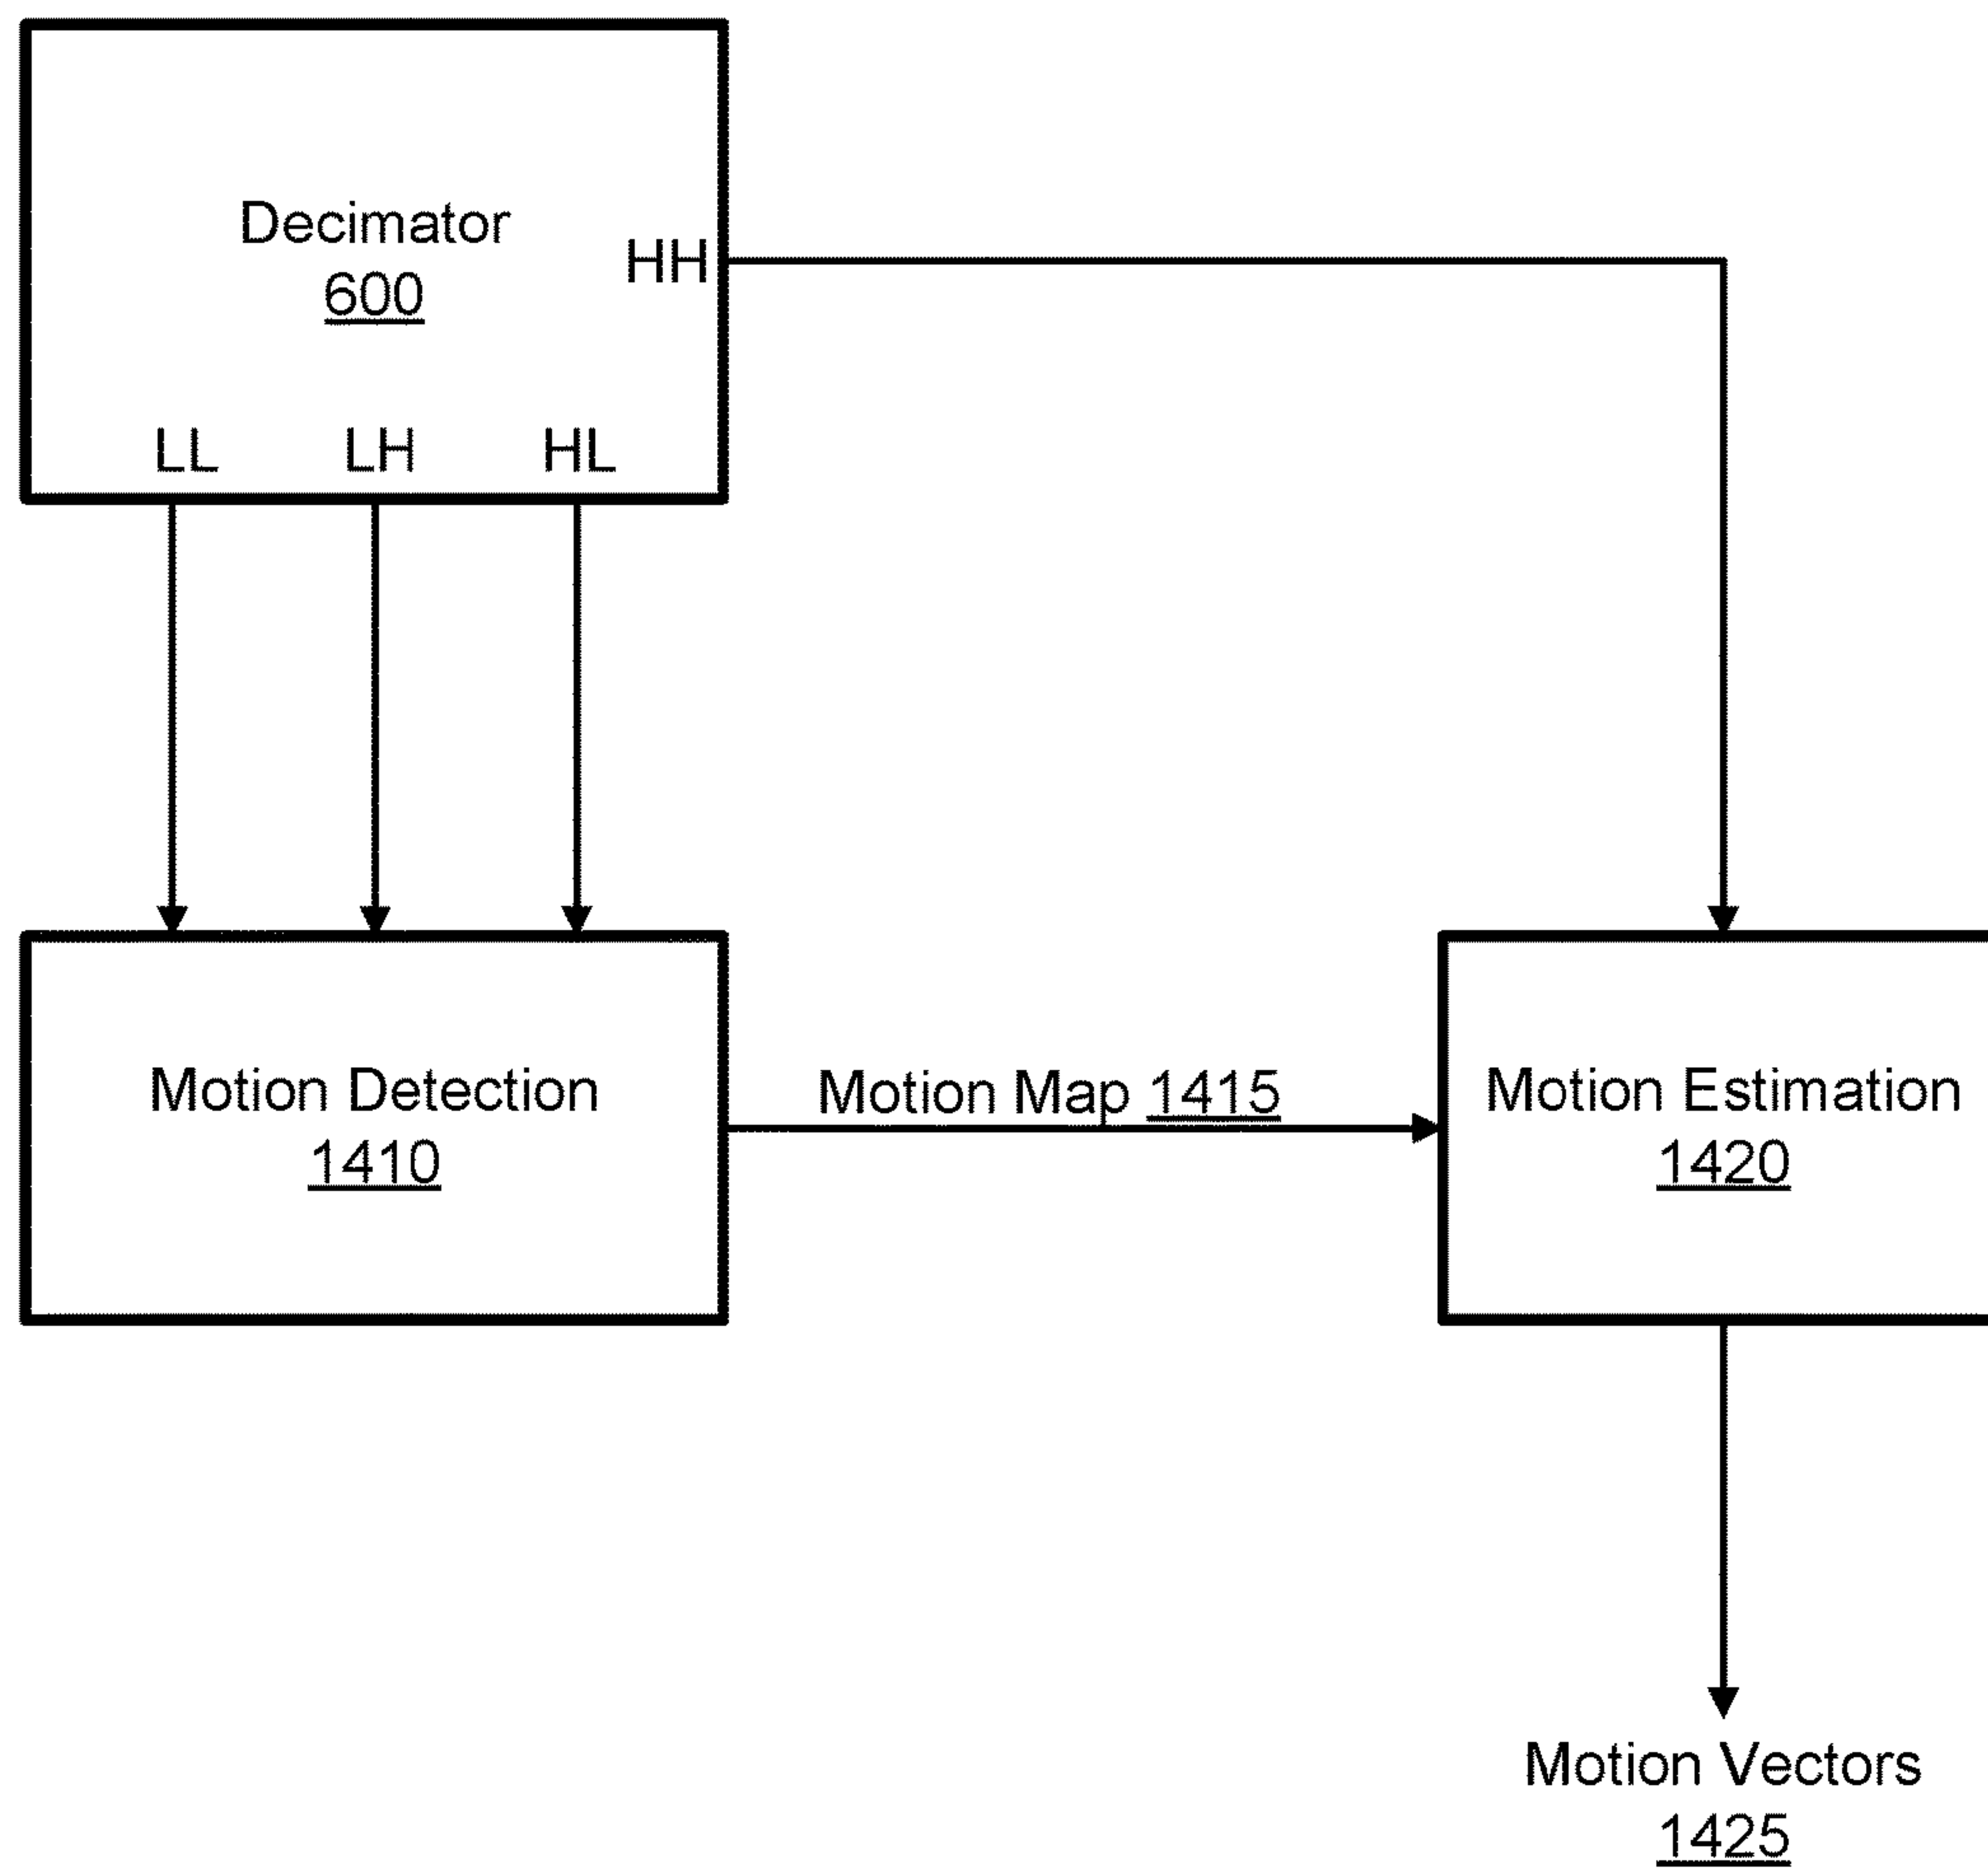 Decimator
600
HH
LL LH HL
Motion Detection
1410
Motion Map 1415
Motion Estimation
1420
Motion Vectors
1425